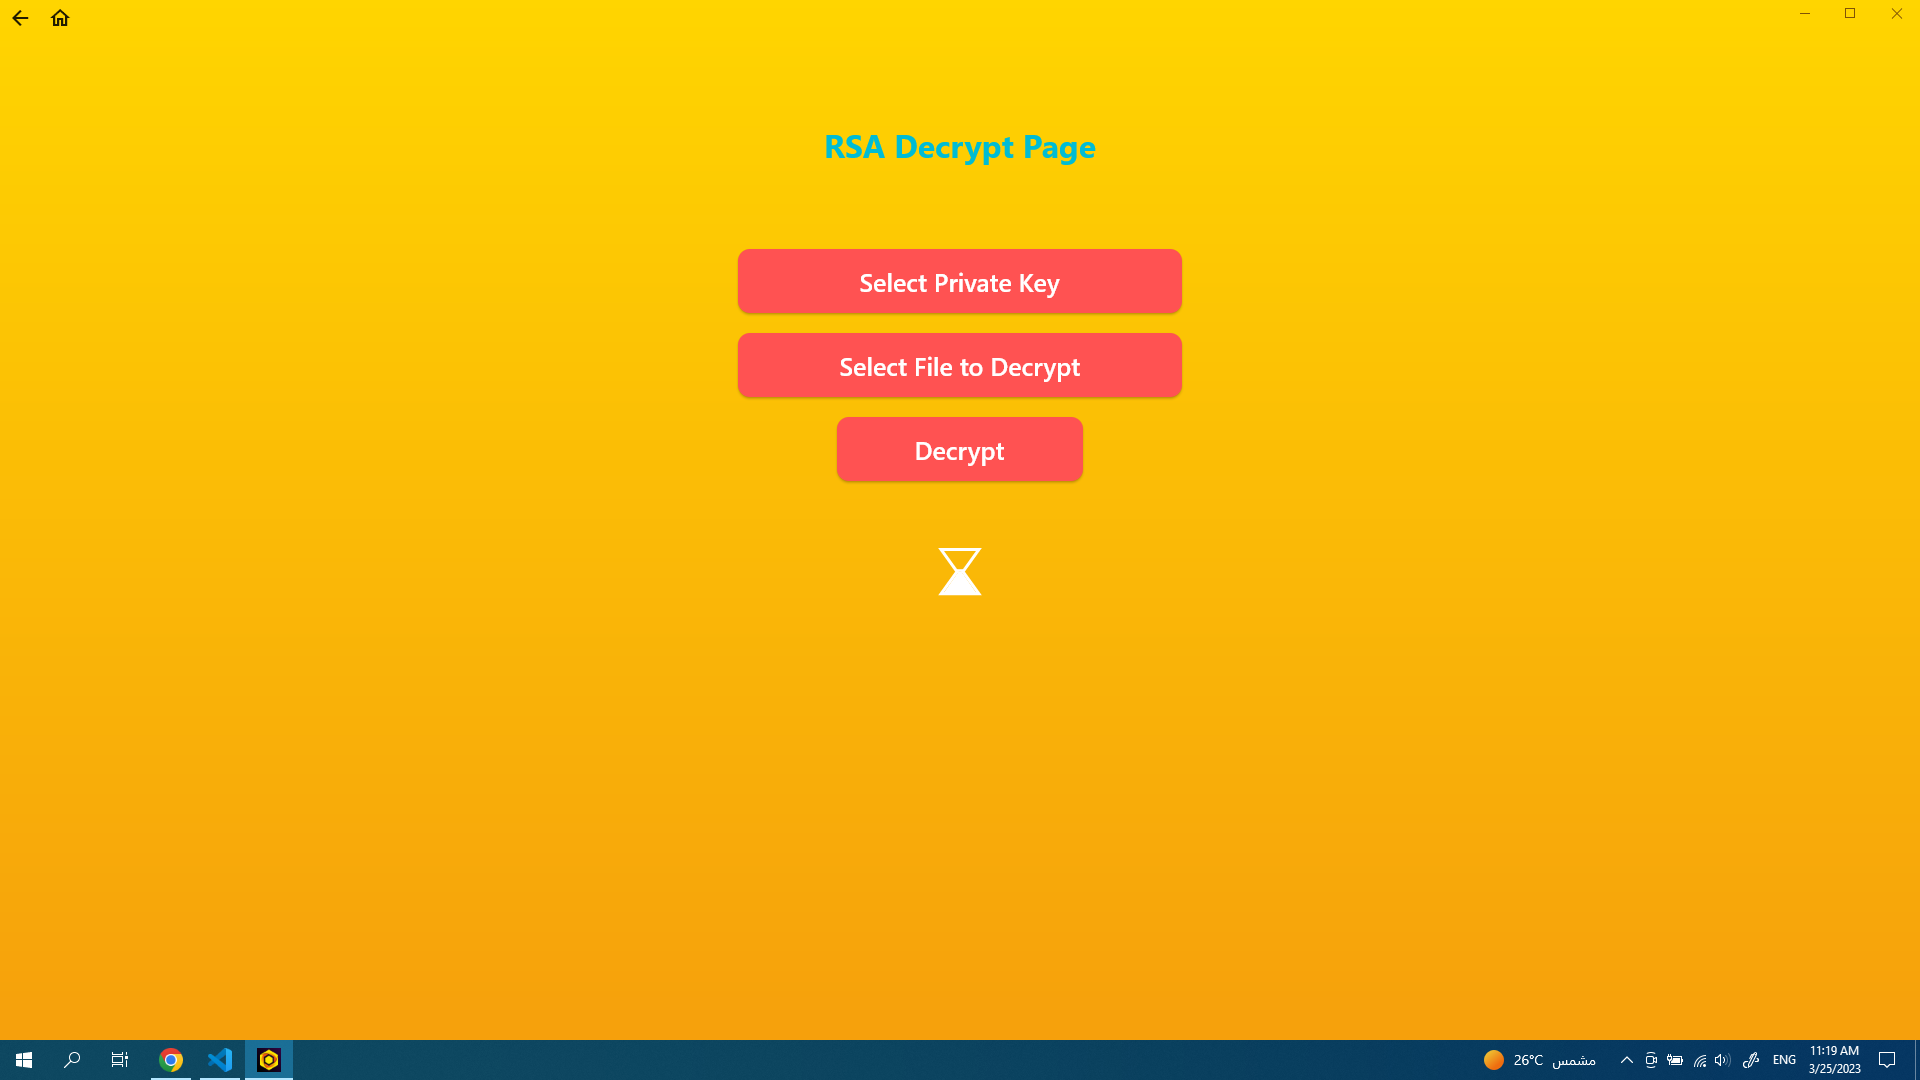 RSA Decrypt Page
Select Private Key
Select File to Decrypt
Decrypt
26°C مشمس
ENG
11:19 AM
3/25/2023